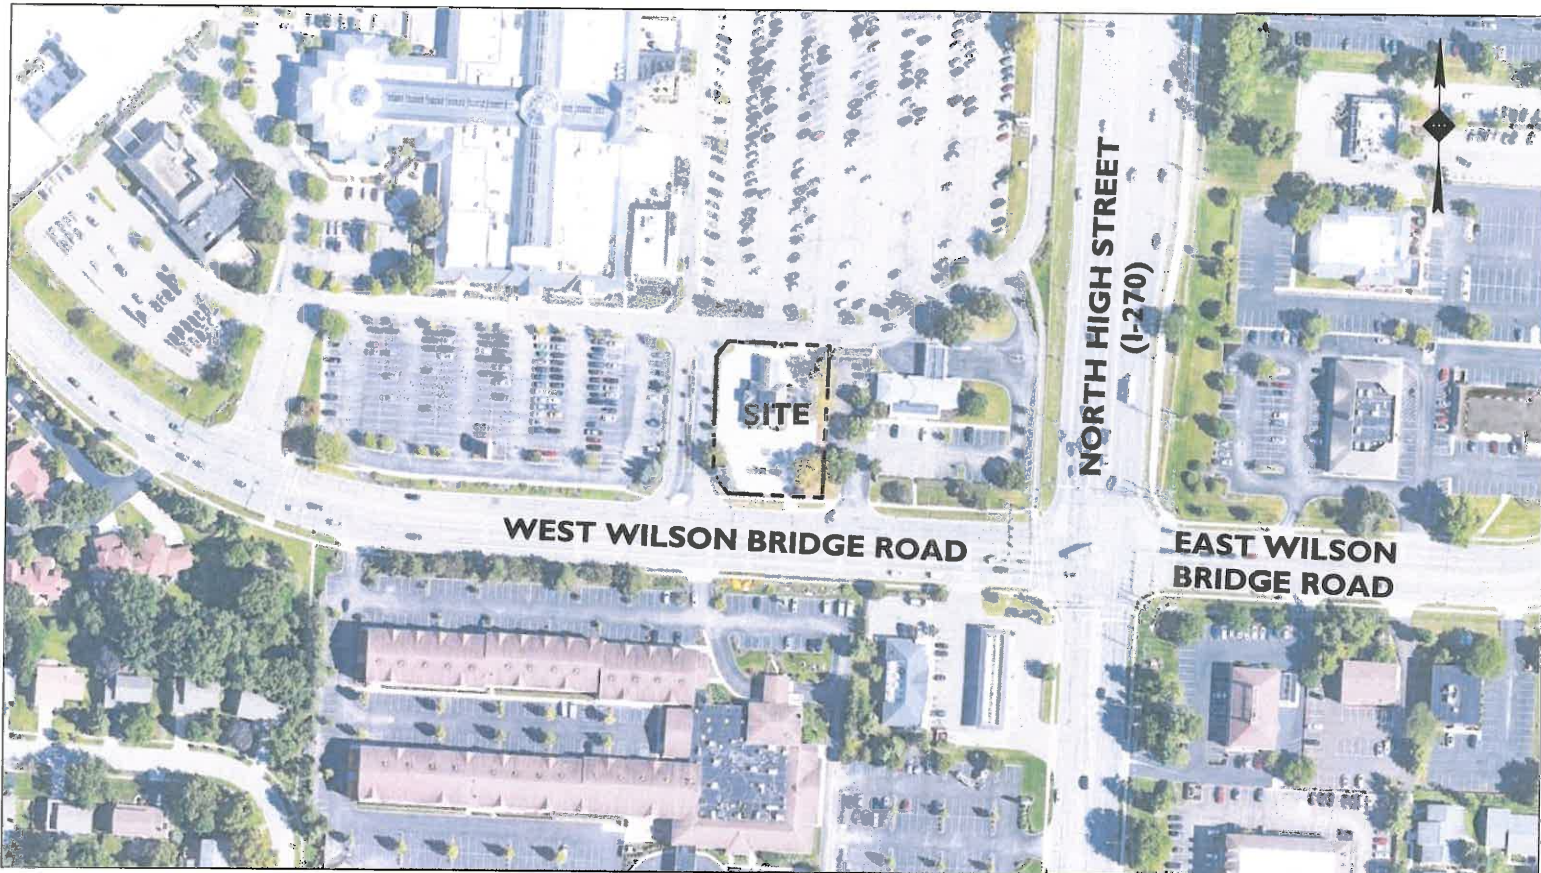 NORTH HIGH STREET
(I-270)
SITE
WEST WILSON BRIDGE ROAD
EAST WILSON
BRIDGE ROAD